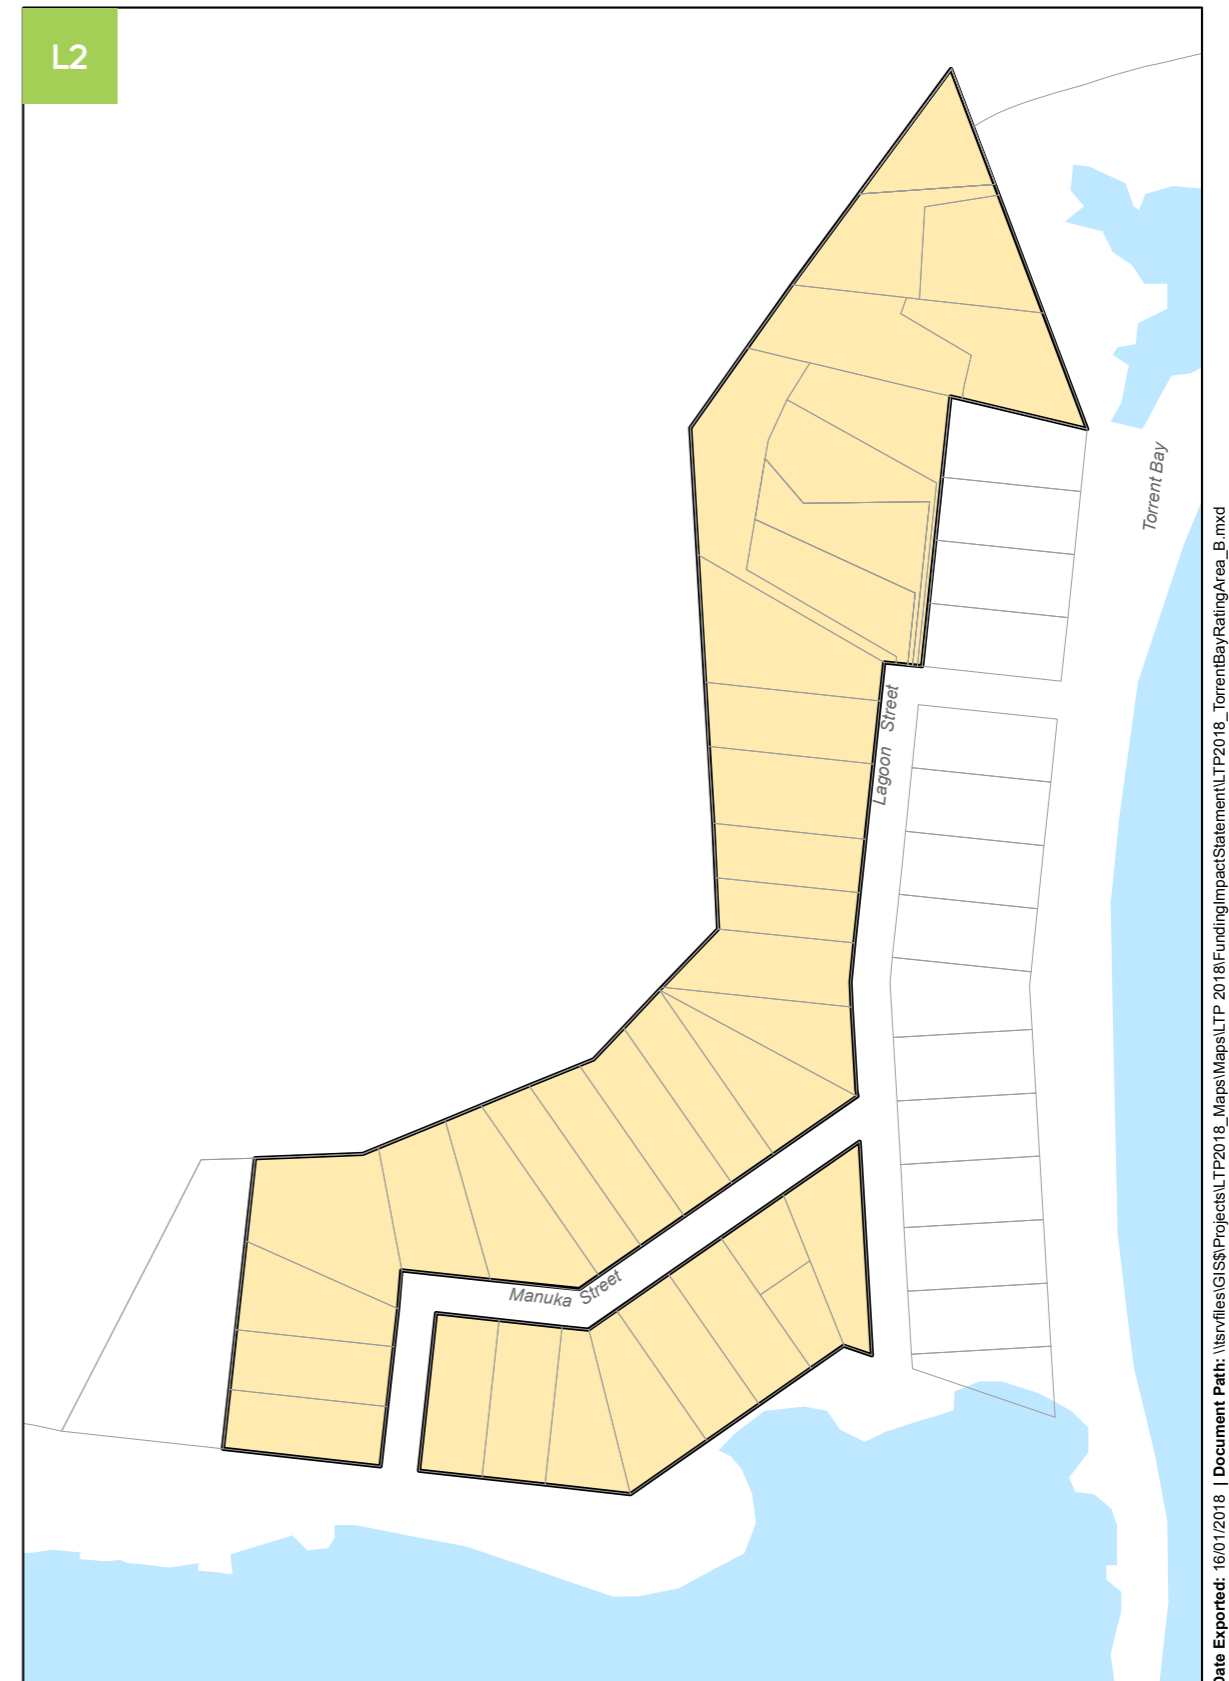 L2
Torrent Bay
Lagoon Street
Manuka Street
Date Exported: 16/01/2018 | Document Path: \\tsrvfiles\GIS$\Projects\LTP2018_Maps\Maps\LTP 2018\FundingImpactStatement\LTP2018_TorrentBayRatingArea_B.mxd